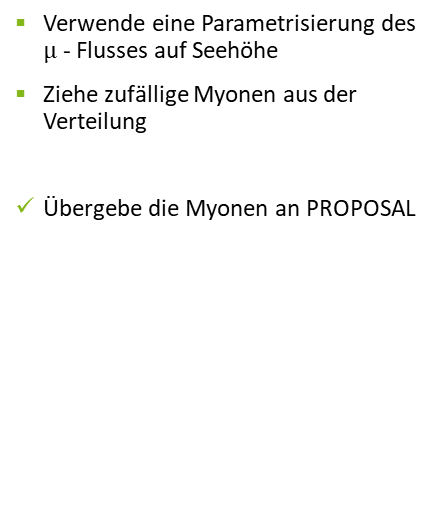 ▪ Verwende eine Parametrisierung des
μ - Flusses auf Seehöhe
▪ Ziehe zufällige Myonen aus der
Verteilung
✓ Übergebe die Myonen an PROPOSAL